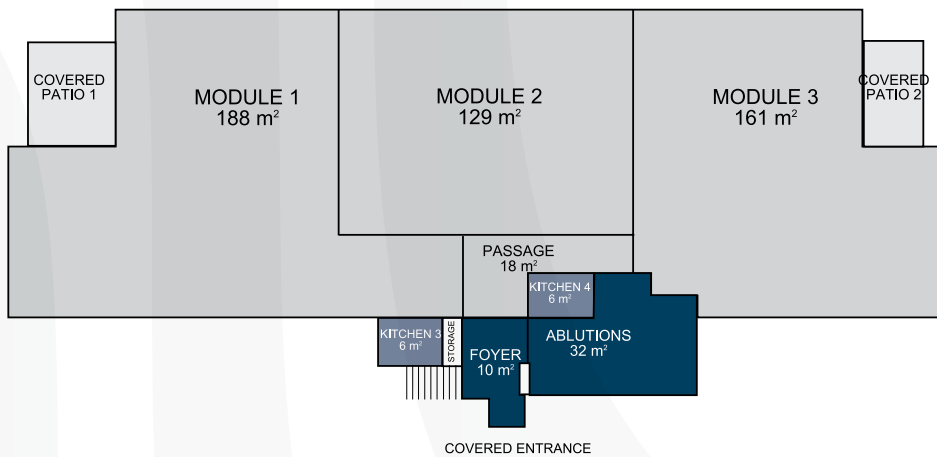 COVERED
PATIO 1
MODULE 1
188 m²
MODULE 2
129 m²
MODULE 3
161 m²
COVERED
PATIO 2
PASSAGE
18 m²
KITCHEN 4
6 m²
KITCHEN 3
6 m²
STORAGE
FOYER
10 m²
ABLUTIONS
32 m²
COVERED ENTRANCE